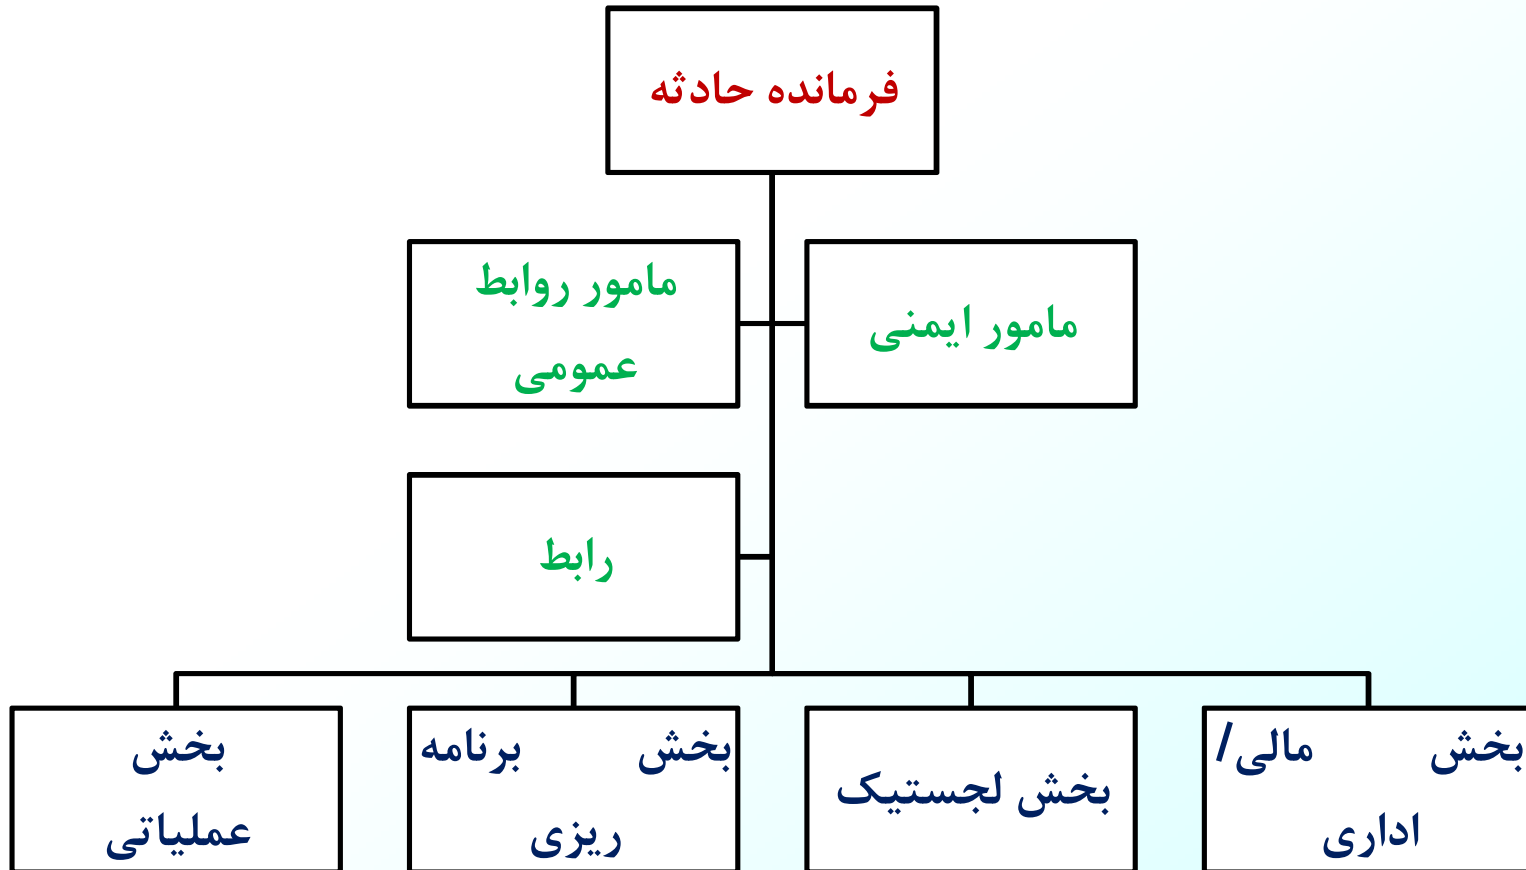 فرمانده حادثه
مامور ایمنی
مامور روابط
عمومی
رابط
بخش مالی/
اداری
بخش لجستیک
بخش برنامه
ریزی
بخش
عملیاتی